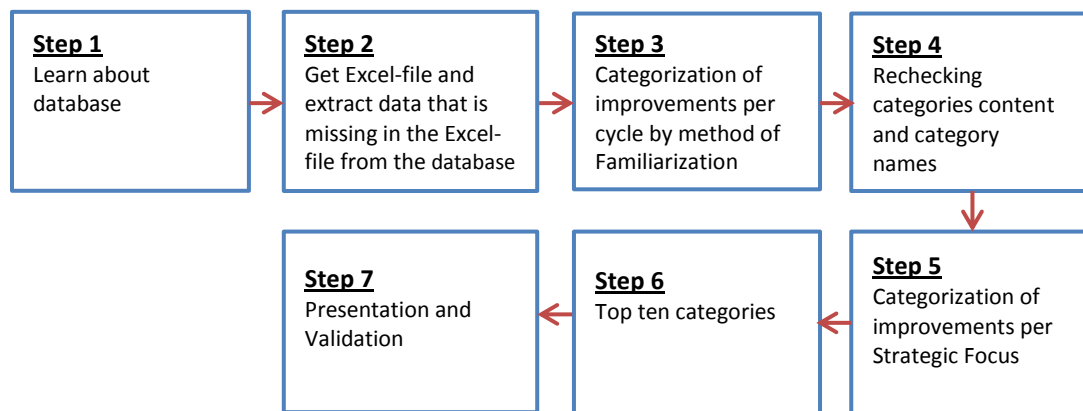 Step 1
Learn about
database
Step 2
Get Excel-file and
extract data that is
missing in the Excel-
file from the database
Step 3
Categorization of
improvements per
cycle by method of
Familiarization
Step 4
Rechecking
categories content
and category
names
Step 5
Categorization of
improvements per
Strategic Focus
Step 6
Top ten categories
Step 7
Presentation and
Validation